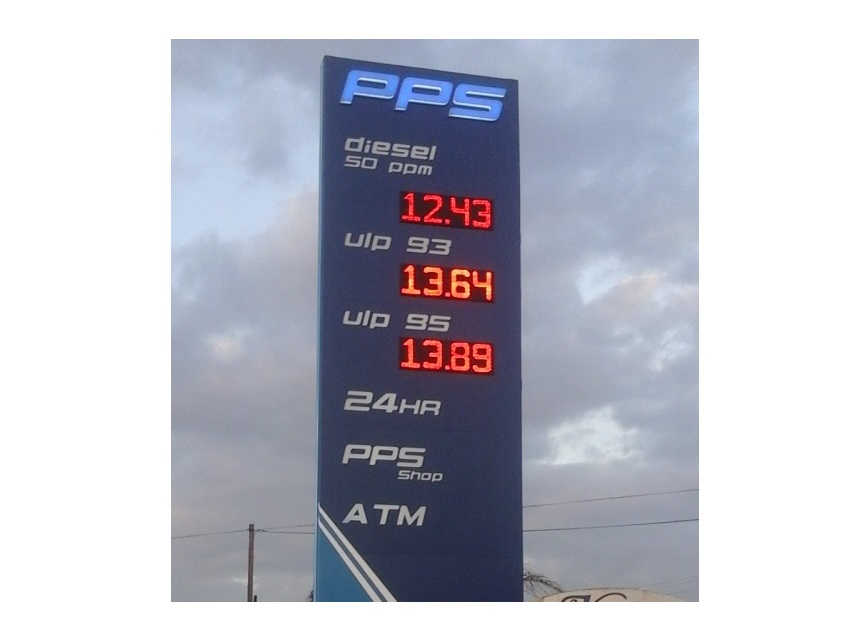 PPS
diesel
50 ppm
12.43
ulp 93
13.64
ulp 95
13.89
24HR
PPS
Shop
ATM